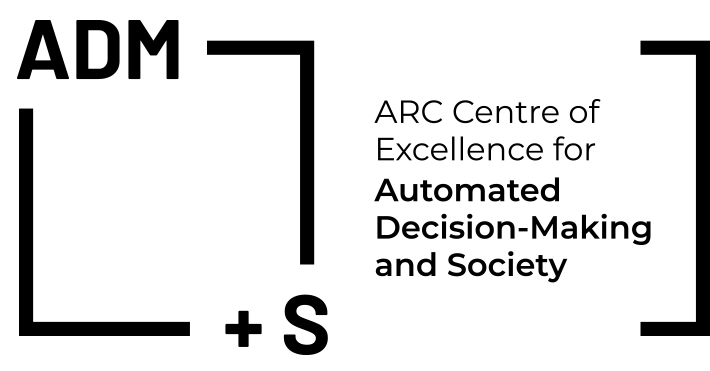 ADM
+ S
ARC Centre of
Excellence for
Automated
Decision-Making
and Society